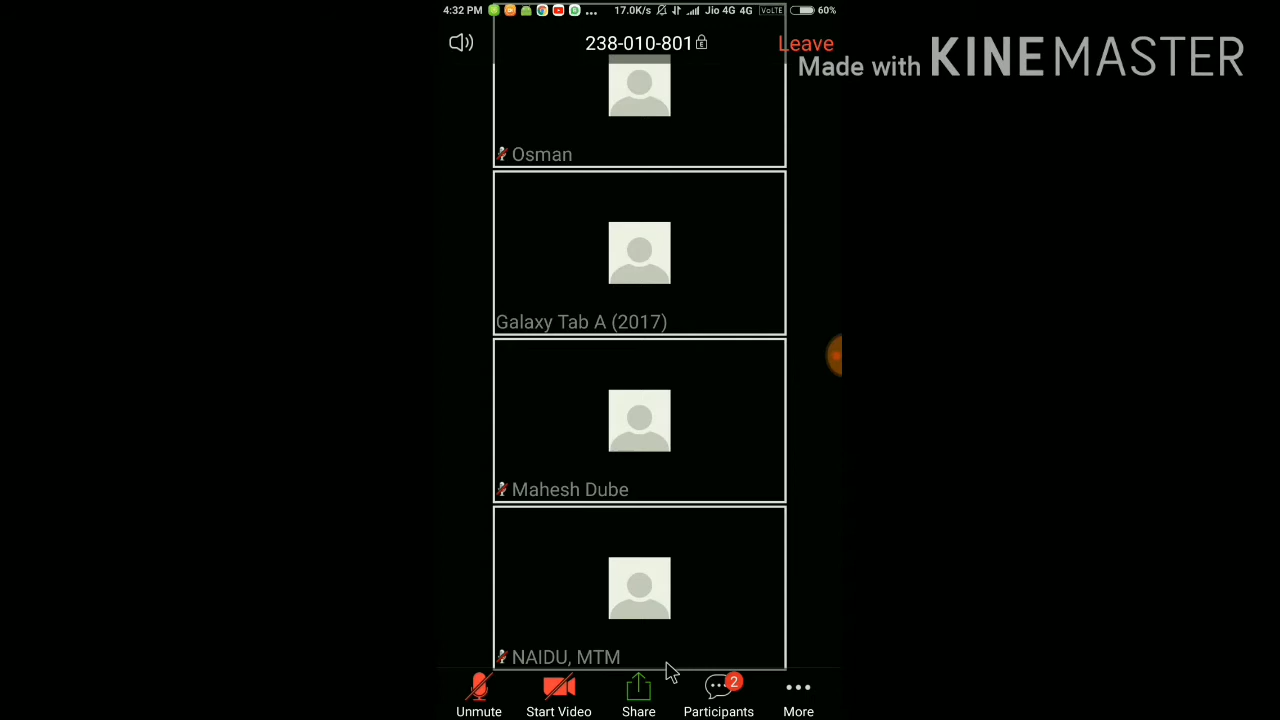 4:32 PM ... 17.0K/s Jio 4G 4G VoLTE 60%
238-010-801
Leave
Made with KINEMASTER
Osman
Galaxy Tab A (2017)
Mahesh Dube
NAIDU, MTM
2
Unmute Start Video Share Participants More